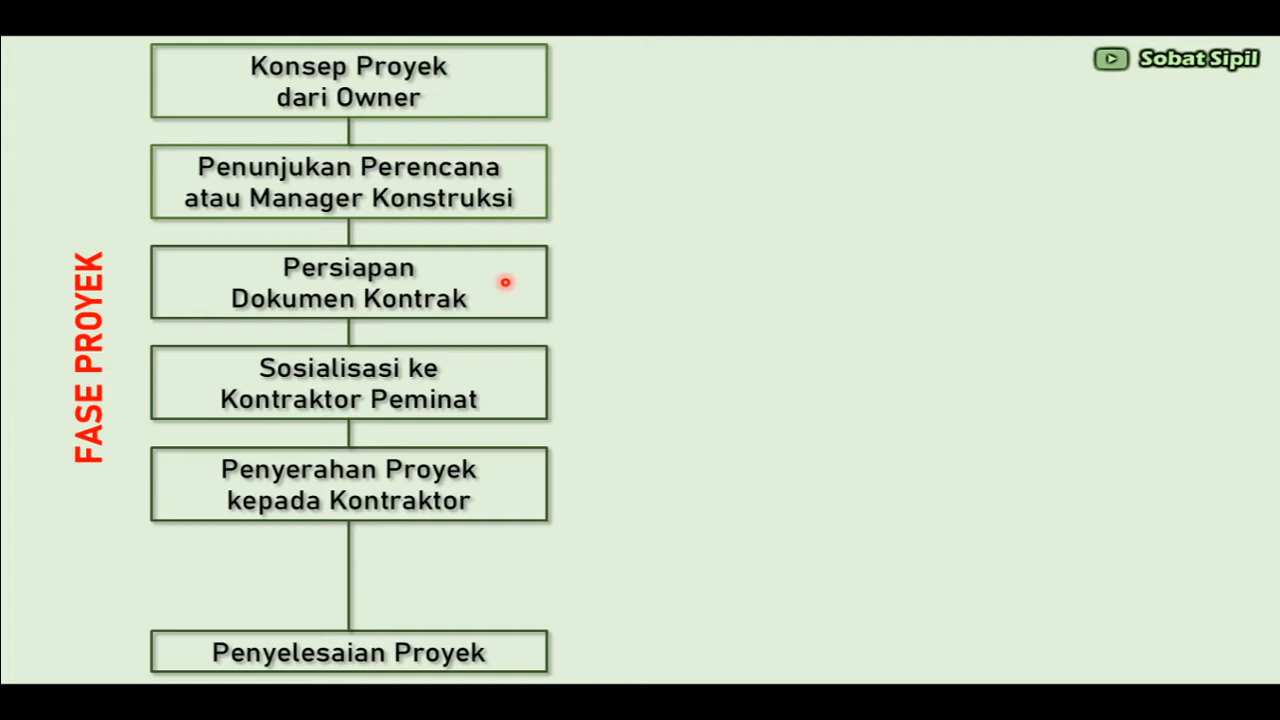 Sobat Sipil
FASE PROYEK
Konsep Proyek
dari Owner
Penunjukan Perencana
atau Manager Konstruksi
Persiapan
Dokumen Kontrak
Sosialisasi ke
Kontraktor Peminat
Penyerahan Proyek
kepada Kontraktor
Penyelesaian Proyek